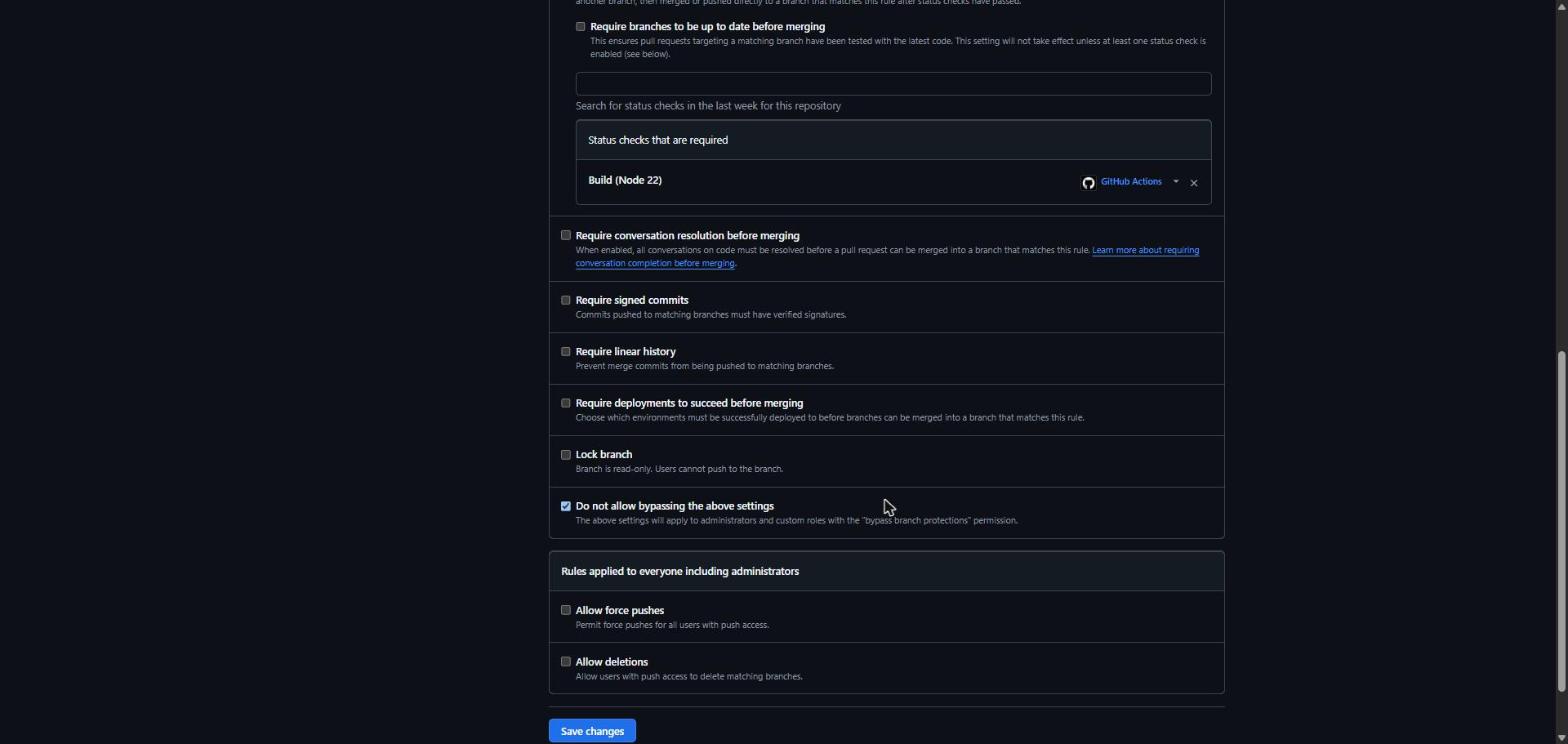 another branch, then merged or pushed directly to a branch that matches this rule after status checks have passed.
Require branches to be up to date before merging
This ensures pull requests targeting a matching branch have been tested with the latest code. This setting will not take effect unless at least one status check is
enabled (see below).
Search for status checks in the last week for this repository
Status checks that are required
Build (Node 22)
GitHub Actions
Require conversation resolution before merging
When enabled, all conversations on code must be resolved before a pull request can be merged into a branch that matches this rule. Learn more about requiring
conversation completion before merging.
Require signed commits
Commits pushed to matching branches must have verified signatures.
Require linear history
Prevent merge commits from being pushed to matching branches.
Require deployments to succeed before merging
Choose which environments must be successfully deployed to before branches can be merged into a branch that matches this rule.
Lock branch
Branch is read-only. Users cannot push to the branch.
Do not allow bypassing the above settings
The above settings will apply to administrators and custom roles with the "bypass branch protections" permission.
Rules applied to everyone including administrators
Allow force pushes
Permit force pushes for all users with push access.
Allow deletions
Allow users with push access to delete matching branches.
Save changes